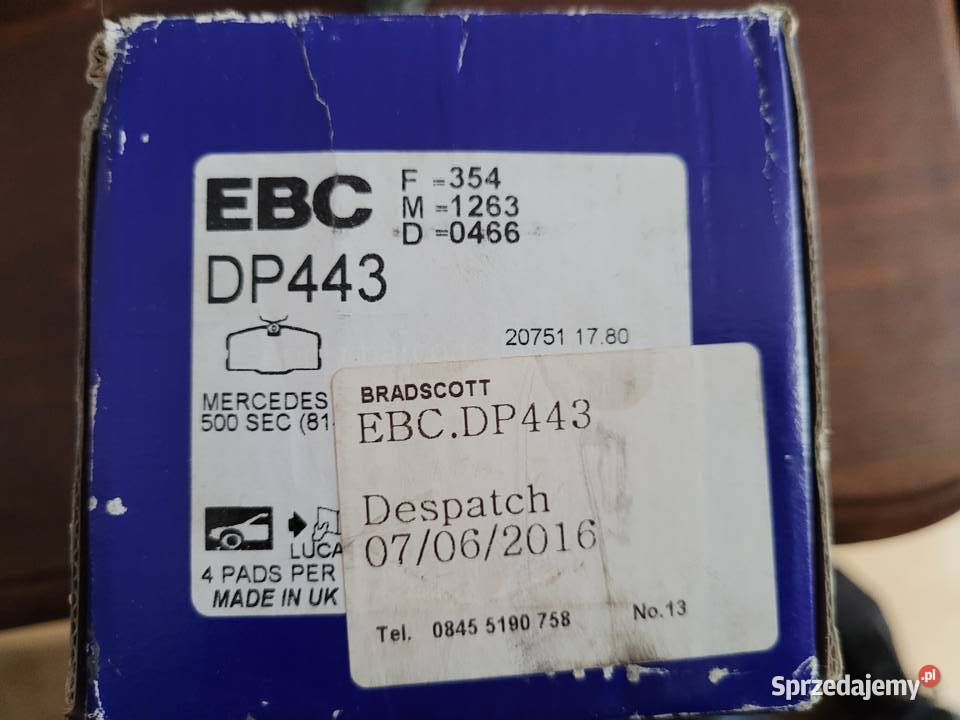 EBC
F =354
M =1263
D =0466
DP443
20751 17.80
MERCEDES
500 SEC (81
LUCA
4 PADS PER
MADE IN UK
BRADSCOTT
EBC.DP443
Despatch
07/06/2016
Tel. 0845 5190 758
No.13
Sprzedajemy.pl